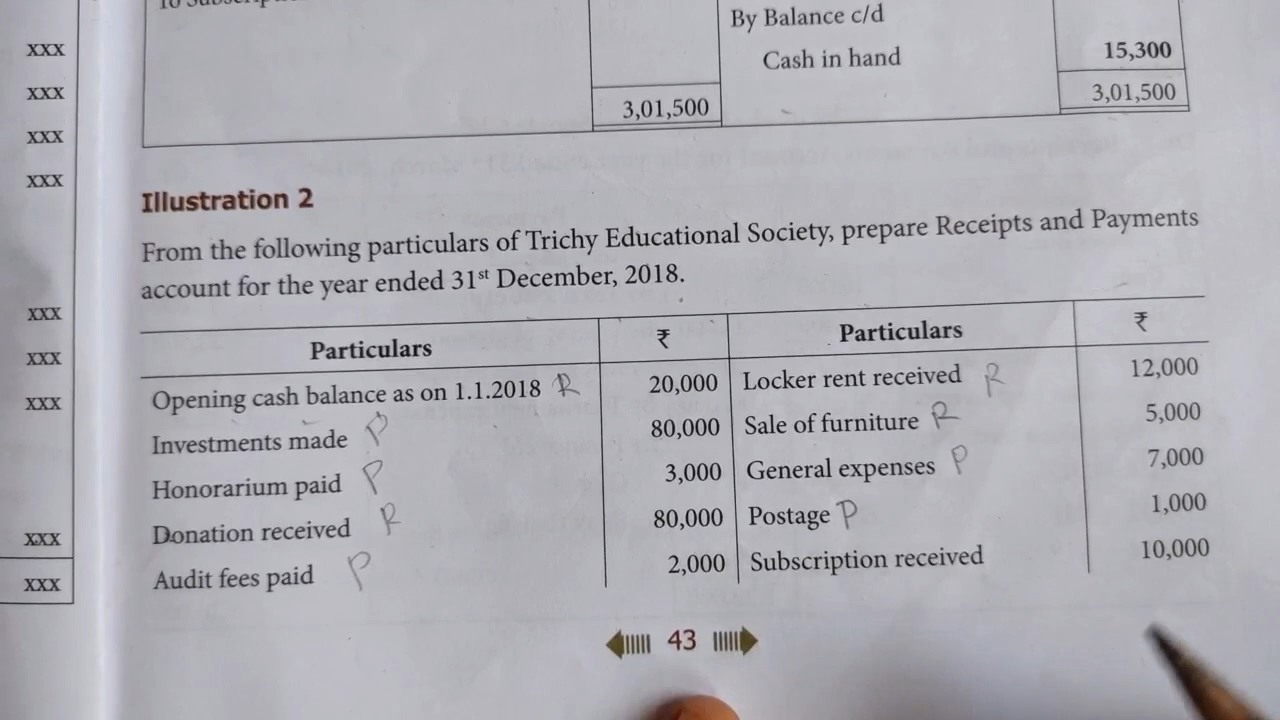 By Balance c/d
xxx Cash in hand 15,300
xxx 3,01,500 3,01,500
xxx
xxx
Illustration 2
From the following particulars of Trichy Educational Society, prepare Receipts and Payments
account for the year ended 31st December, 2018.
xxx
Particulars ₹ Particulars ₹
xxx
Opening cash balance as on 1.1.2018 R 20,000 Locker rent received R 12,000
xxx
Investments made P 80,000 Sale of furniture R 5,000
Honorarium paid P 3,000 General expenses P 7,000
Donation received R 80,000 Postage P 1,000
xxx
Audit fees paid P 2,000 Subscription received 10,000
xxx
43